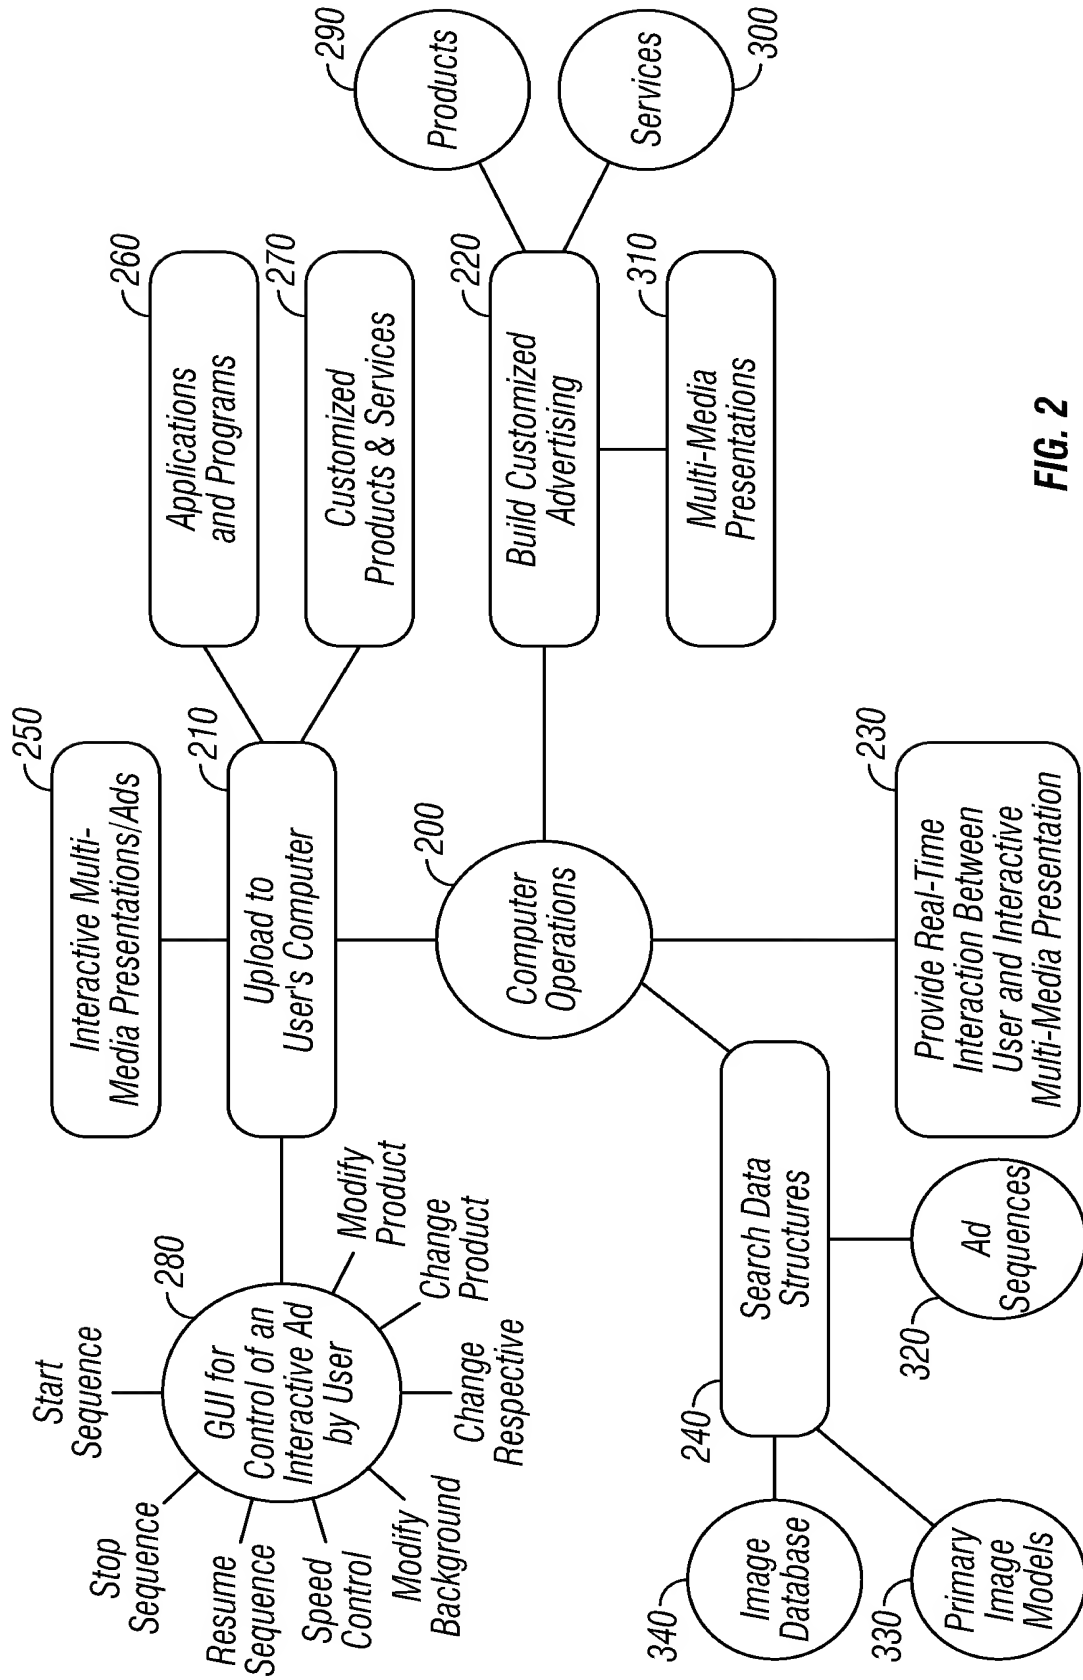 Start
Sequence
Stop
Sequence
Resume
Sequence
Speed
Control
Modify
Background
Change
Respective
Change
Product
Modify
Product
280
GUI for
Control of an
Interactive Ad
by User
250
Interactive Multi-
Media Presentations/Ads
210
Upload to
User's Computer
260
Applications
and Programs
270
Customized
Products & Services
200
Computer
Operations
220
Build Customized
Advertising
290
Products
Services
300
310
Multi-Media
Presentations
240
Search Data
Structures
340
Image
Database
330
Primary
Image
Models
320
Ad
Sequences
230
Provide Real-Time
Interaction Between
User and Interactive
Multi-Media Presentation
FIG. 2